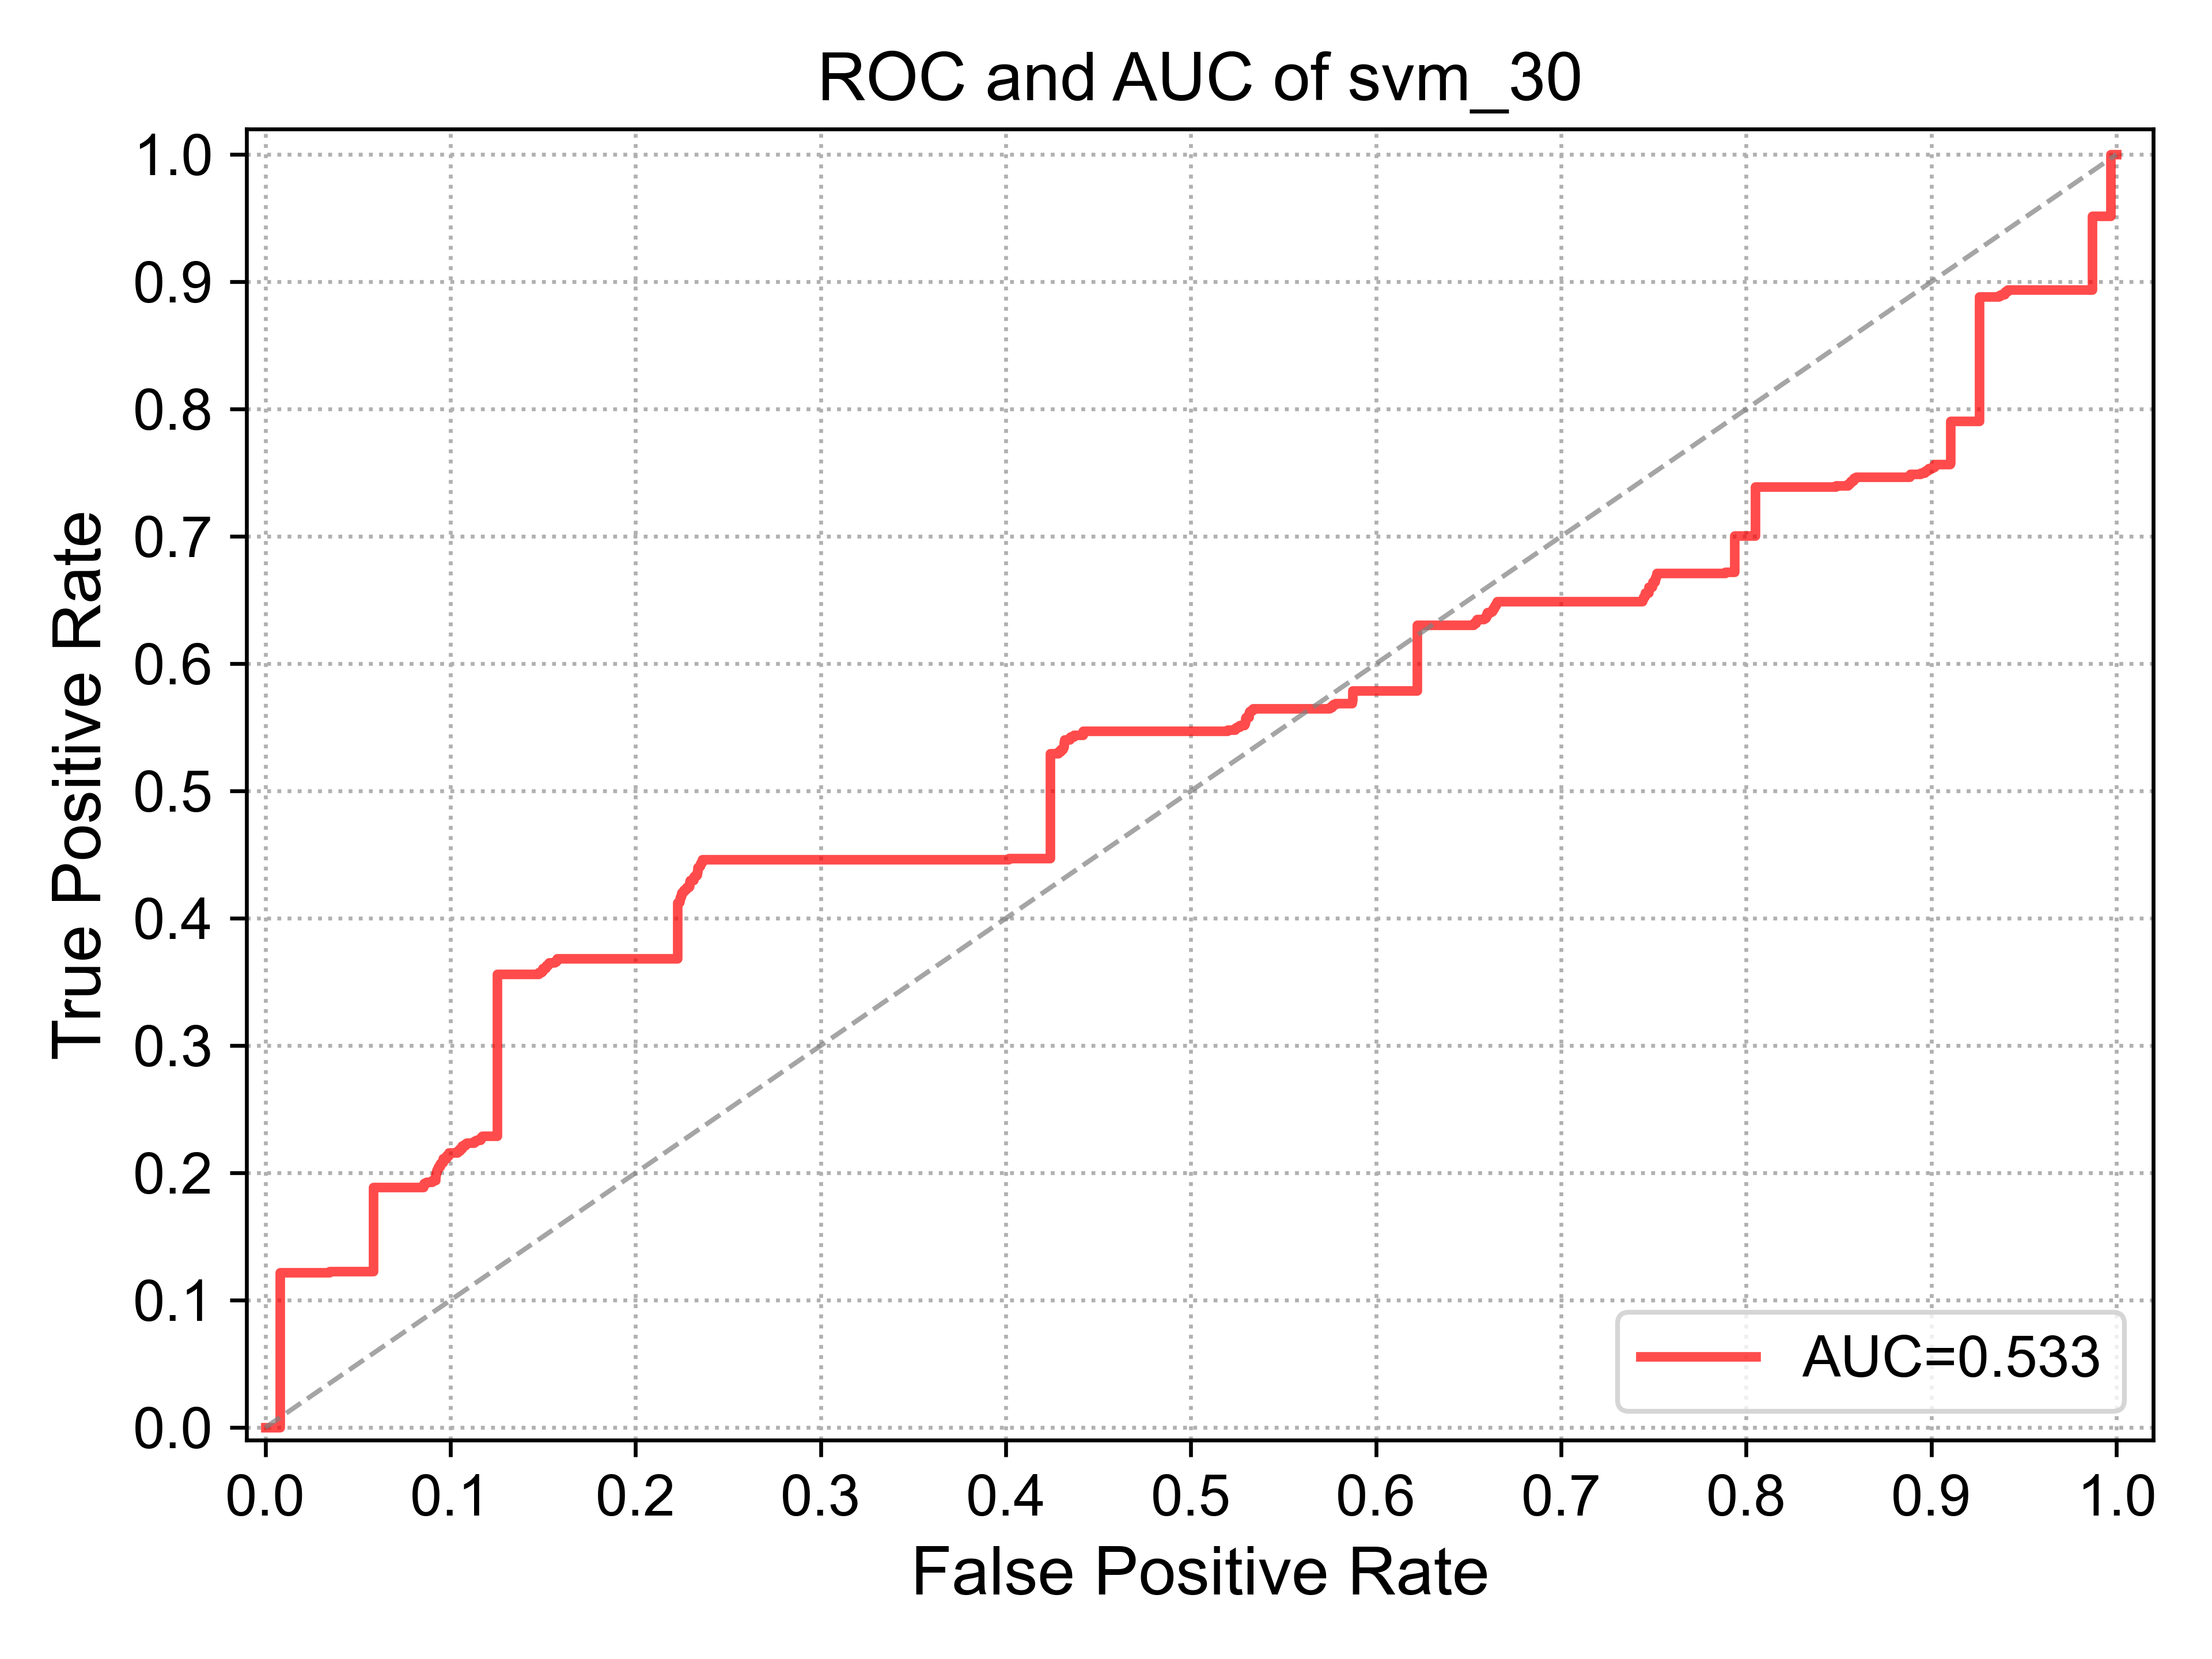 ROC and AUC of svm_30
True Positive Rate
1.0
0.9
0.8
0.7
0.6
0.5
0.4
0.3
0.2
0.1
0.0
AUC=0.533
0.0 0.1 0.2 0.3 0.4 0.5 0.6 0.7 0.8 0.9 1.0
False Positive Rate